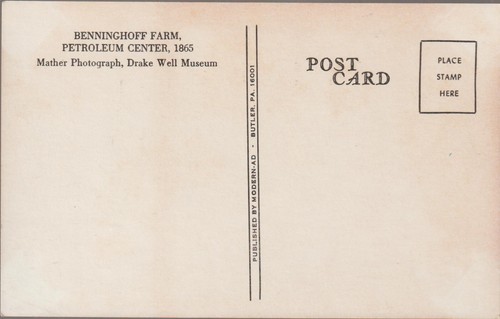 BENNINGHOFF FARM,
PETROLEUM CENTER, 1865
Mather Photograph, Drake Well Museum
PUBLISHED BY MODERN-AD • BUTLER, PA. 16001
POST
CARD
PLACE
STAMP
HERE